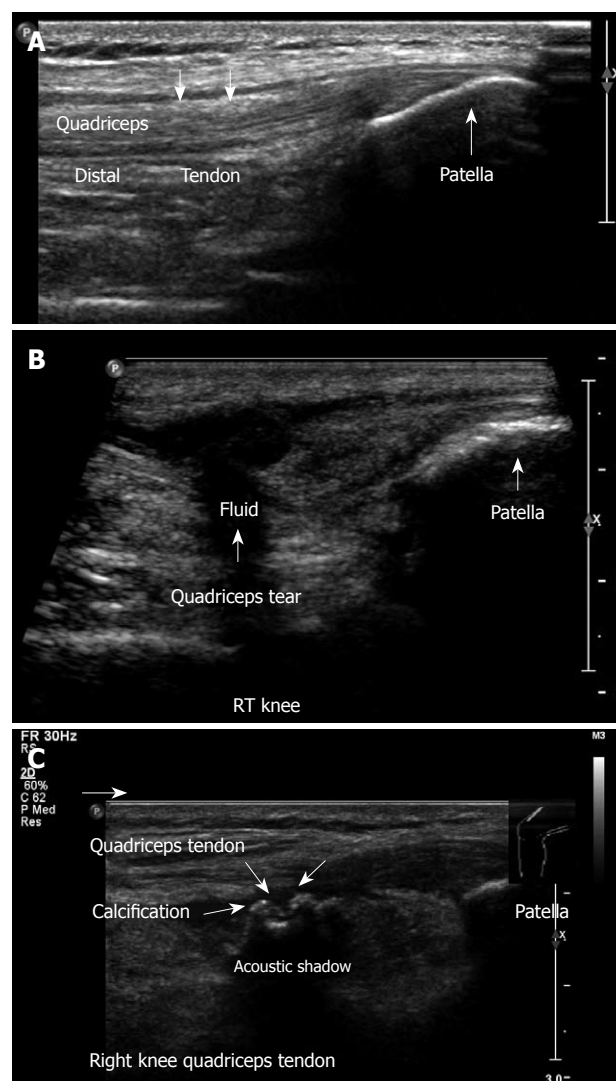 P
A
X
Quadriceps
Distal Tendon
Patella
B
P
Fluid
X
Patella
Quadriceps tear
RT knee
FR 30Hz
RS
C
2D
60%
C 62
P Med
Res
M3
P
Quadriceps tendon
Calcification
Patella
X
Acoustic shadow
Right knee quadriceps tendon
3.0